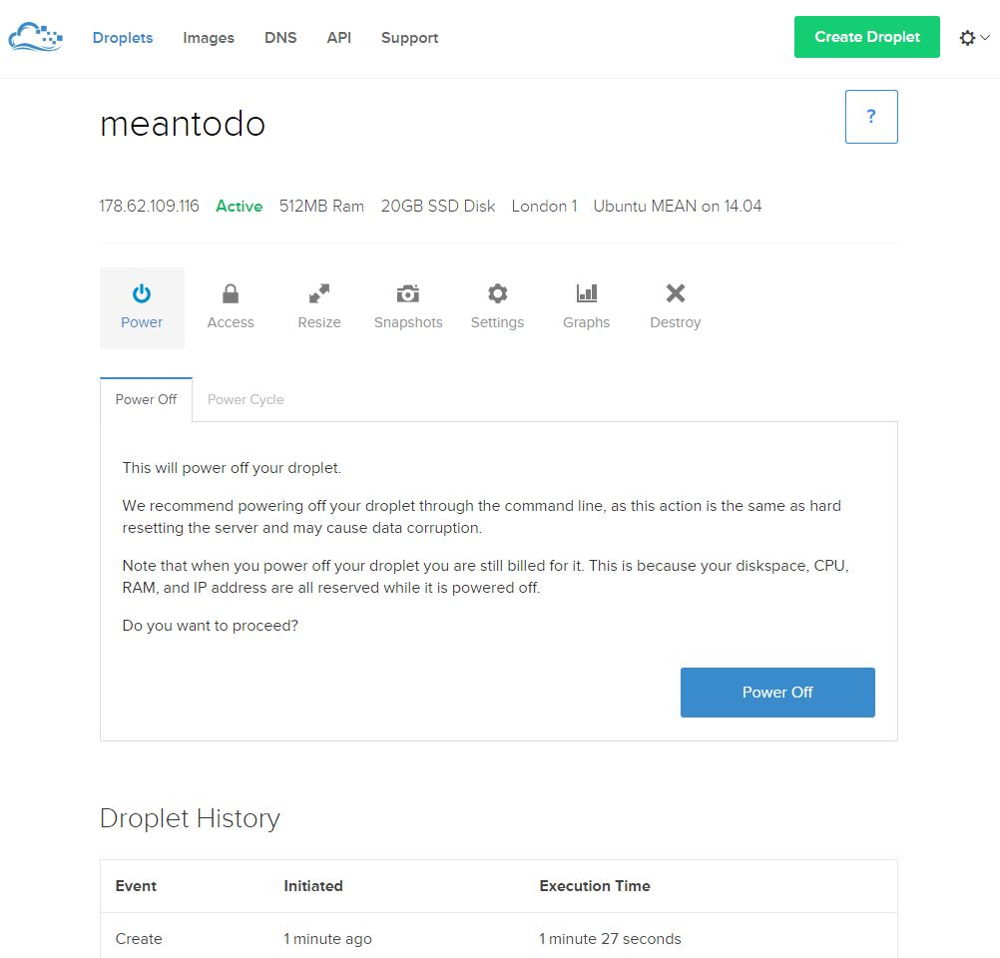 Droplets Images DNS API Support Create Droplet
meantodo ?
178.62.109.116 Active 512MB Ram 20GB SSD Disk London 1 Ubuntu MEAN on 14.04
Power Access Resize Snapshots Settings Graphs Destroy
Power Off Power Cycle
This will power off your droplet.
We recommend powering off your droplet through the command line, as this action is the same as hard
resetting the server and may cause data corruption.
Note that when you power off your droplet you are still billed for it. This is because your diskspace, CPU,
RAM, and IP address are all reserved while it is powered off.
Do you want to proceed?
Power Off
Droplet History
Event Initiated Execution Time
Create 1 minute ago 1 minute 27 seconds